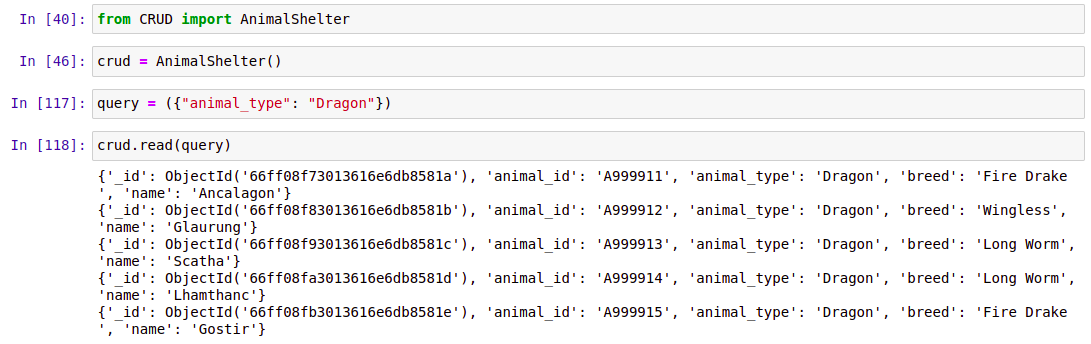 In [40]: from CRUD import AnimalShelter
In [46]: crud = AnimalShelter()
In [117]: query = ({"animal_type": "Dragon"})
In [118]: crud.read(query)
{'_id': ObjectId('66ff08f73013616e6db8581a'), 'animal_id': 'A999911', 'animal_type': 'Dragon', 'breed': 'Fire Drake
', 'name': 'Ancalagon'}
{'_id': ObjectId('66ff08f83013616e6db8581b'), 'animal_id': 'A999912', 'animal_type': 'Dragon', 'breed': 'Wingless',
'name': 'Glaurung'}
{'_id': ObjectId('66ff08f93013616e6db8581c'), 'animal_id': 'A999913', 'animal_type': 'Dragon', 'breed': 'Long Worm',
'name': 'Scatha'}
{'_id': ObjectId('66ff08fa3013616e6db8581d'), 'animal_id': 'A999914', 'animal_type': 'Dragon', 'breed': 'Long Worm',
'name': 'Lhamthanc'}
{'_id': ObjectId('66ff08fb3013616e6db8581e'), 'animal_id': 'A999915', 'animal_type': 'Dragon', 'breed': 'Fire Drake
', 'name': 'Gostir'}